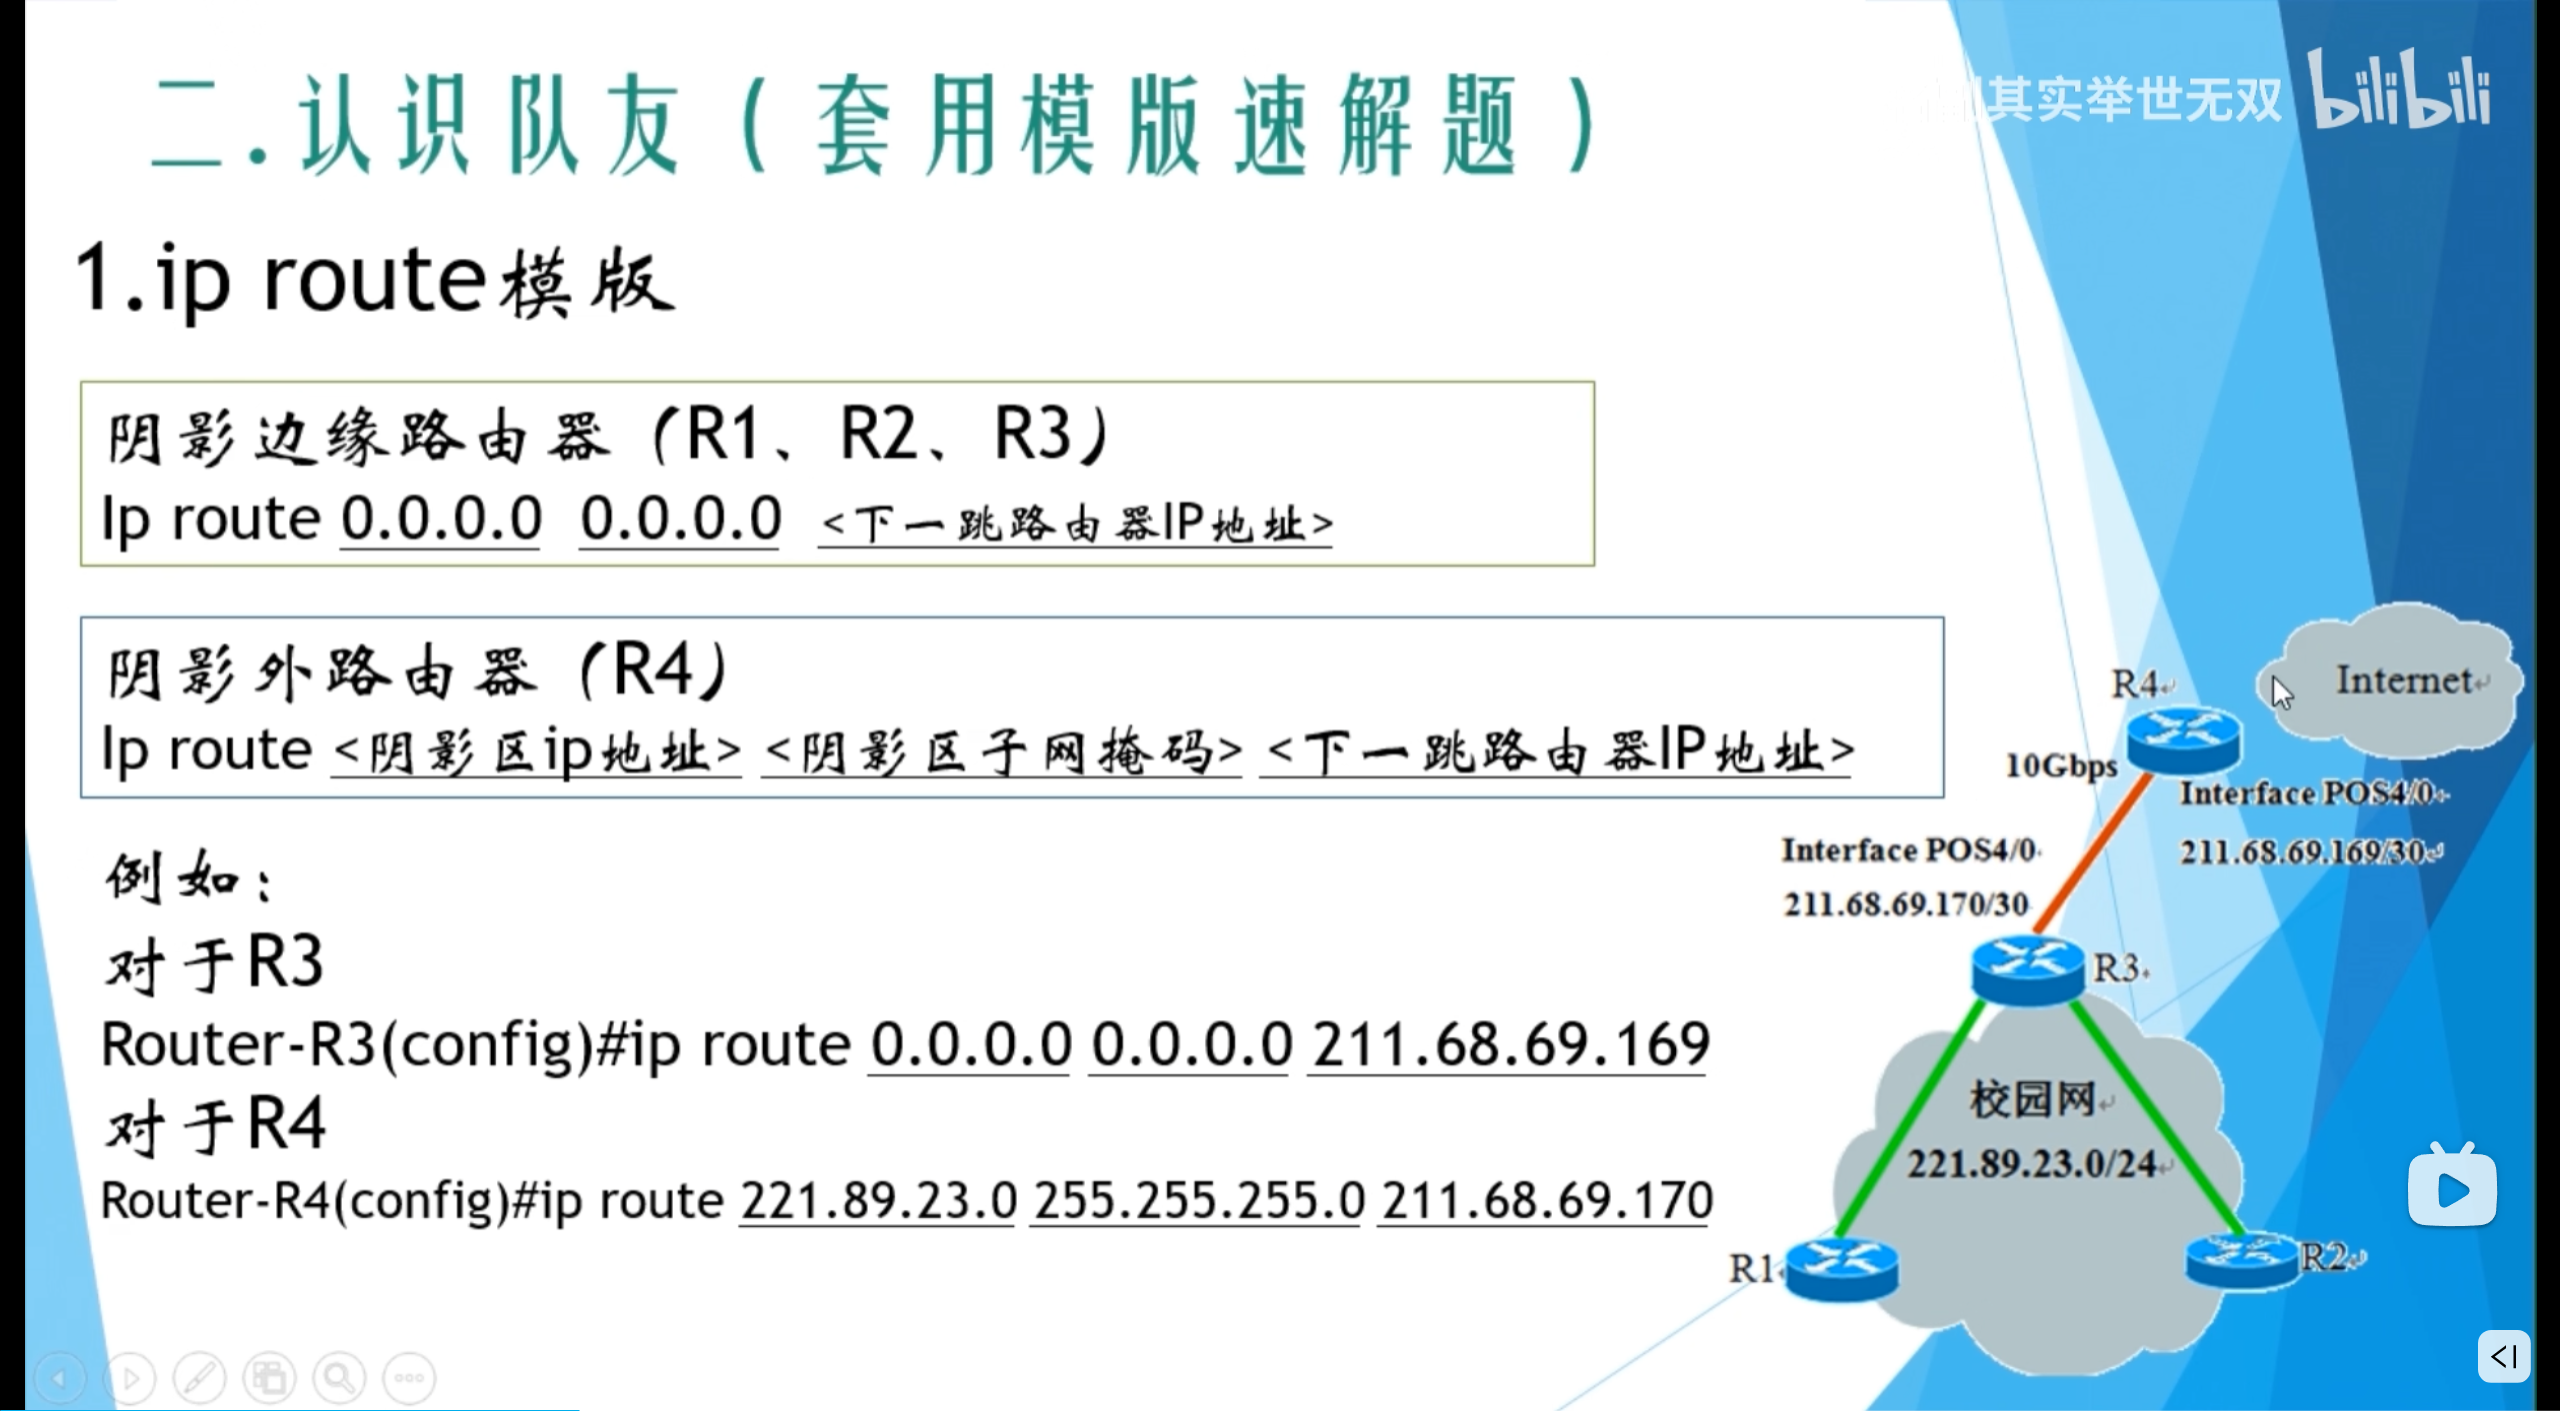 二.认识队友(套用模版速解题)
其实举世无双 bilibili
1.ip route模版
阴影边缘路由器(R1、R2、R3)
Ip route 0.0.0.0 0.0.0.0 <下一跳路由器IP地址>
阴影外路由器(R4)
Ip route <阴影区ip地址> <阴影区子网掩码> <下一跳路由器IP地址>
例如:
对于R3
Router-R3(config)#ip route 0.0.0.0 0.0.0.0 211.68.69.169
对于R4
Router-R4(config)#ip route 221.89.23.0 255.255.255.0 211.68.69.170
R4
Internet
10Gbps
Interface POS4/0
211.68.69.169/30
Interface POS4/0
211.68.69.170/30
R3
校园网
221.89.23.0/24
R1
R2